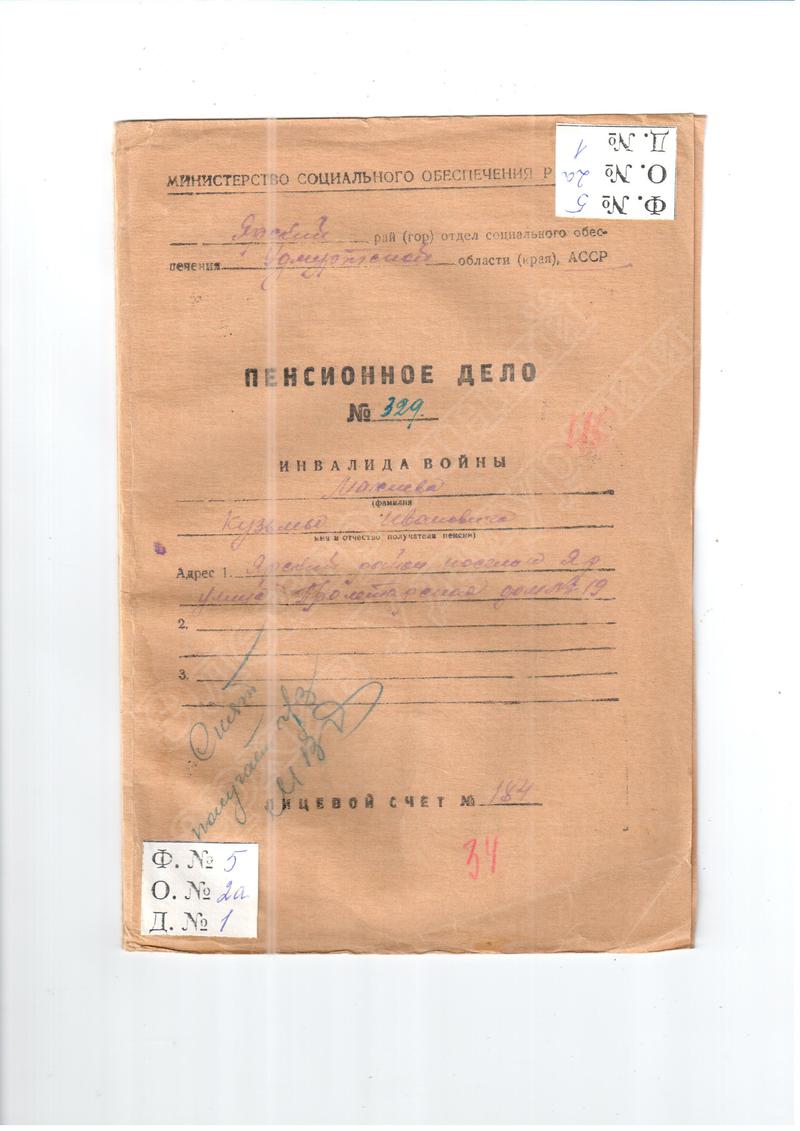 МИНИСТЕРСТВО СОЦИАЛЬНОГО ОБЕСПЕЧЕНИЯ Р
Ф. № 5
О. № 2а
Д. № 1
Ярский рай (гор) отдел социального обес-
печения Удмуртской области (края), АССР
ПЕНСИОННОЕ ДЕЛО
№ 329.
ИНВАЛИДА ВОЙНЫ
(фамилия
Кузьмы Ивановича
имя и отчество получателя пенсии)
Адрес 1. Ярский район поселок Яр
улица Пролетарская дом № 19
2.
3.
Снят
получает ч/з
МВД
ЛИЦЕВОЙ СЧЕТ № 184
34
Ф. № 5
О. № 2а
Д. № 1